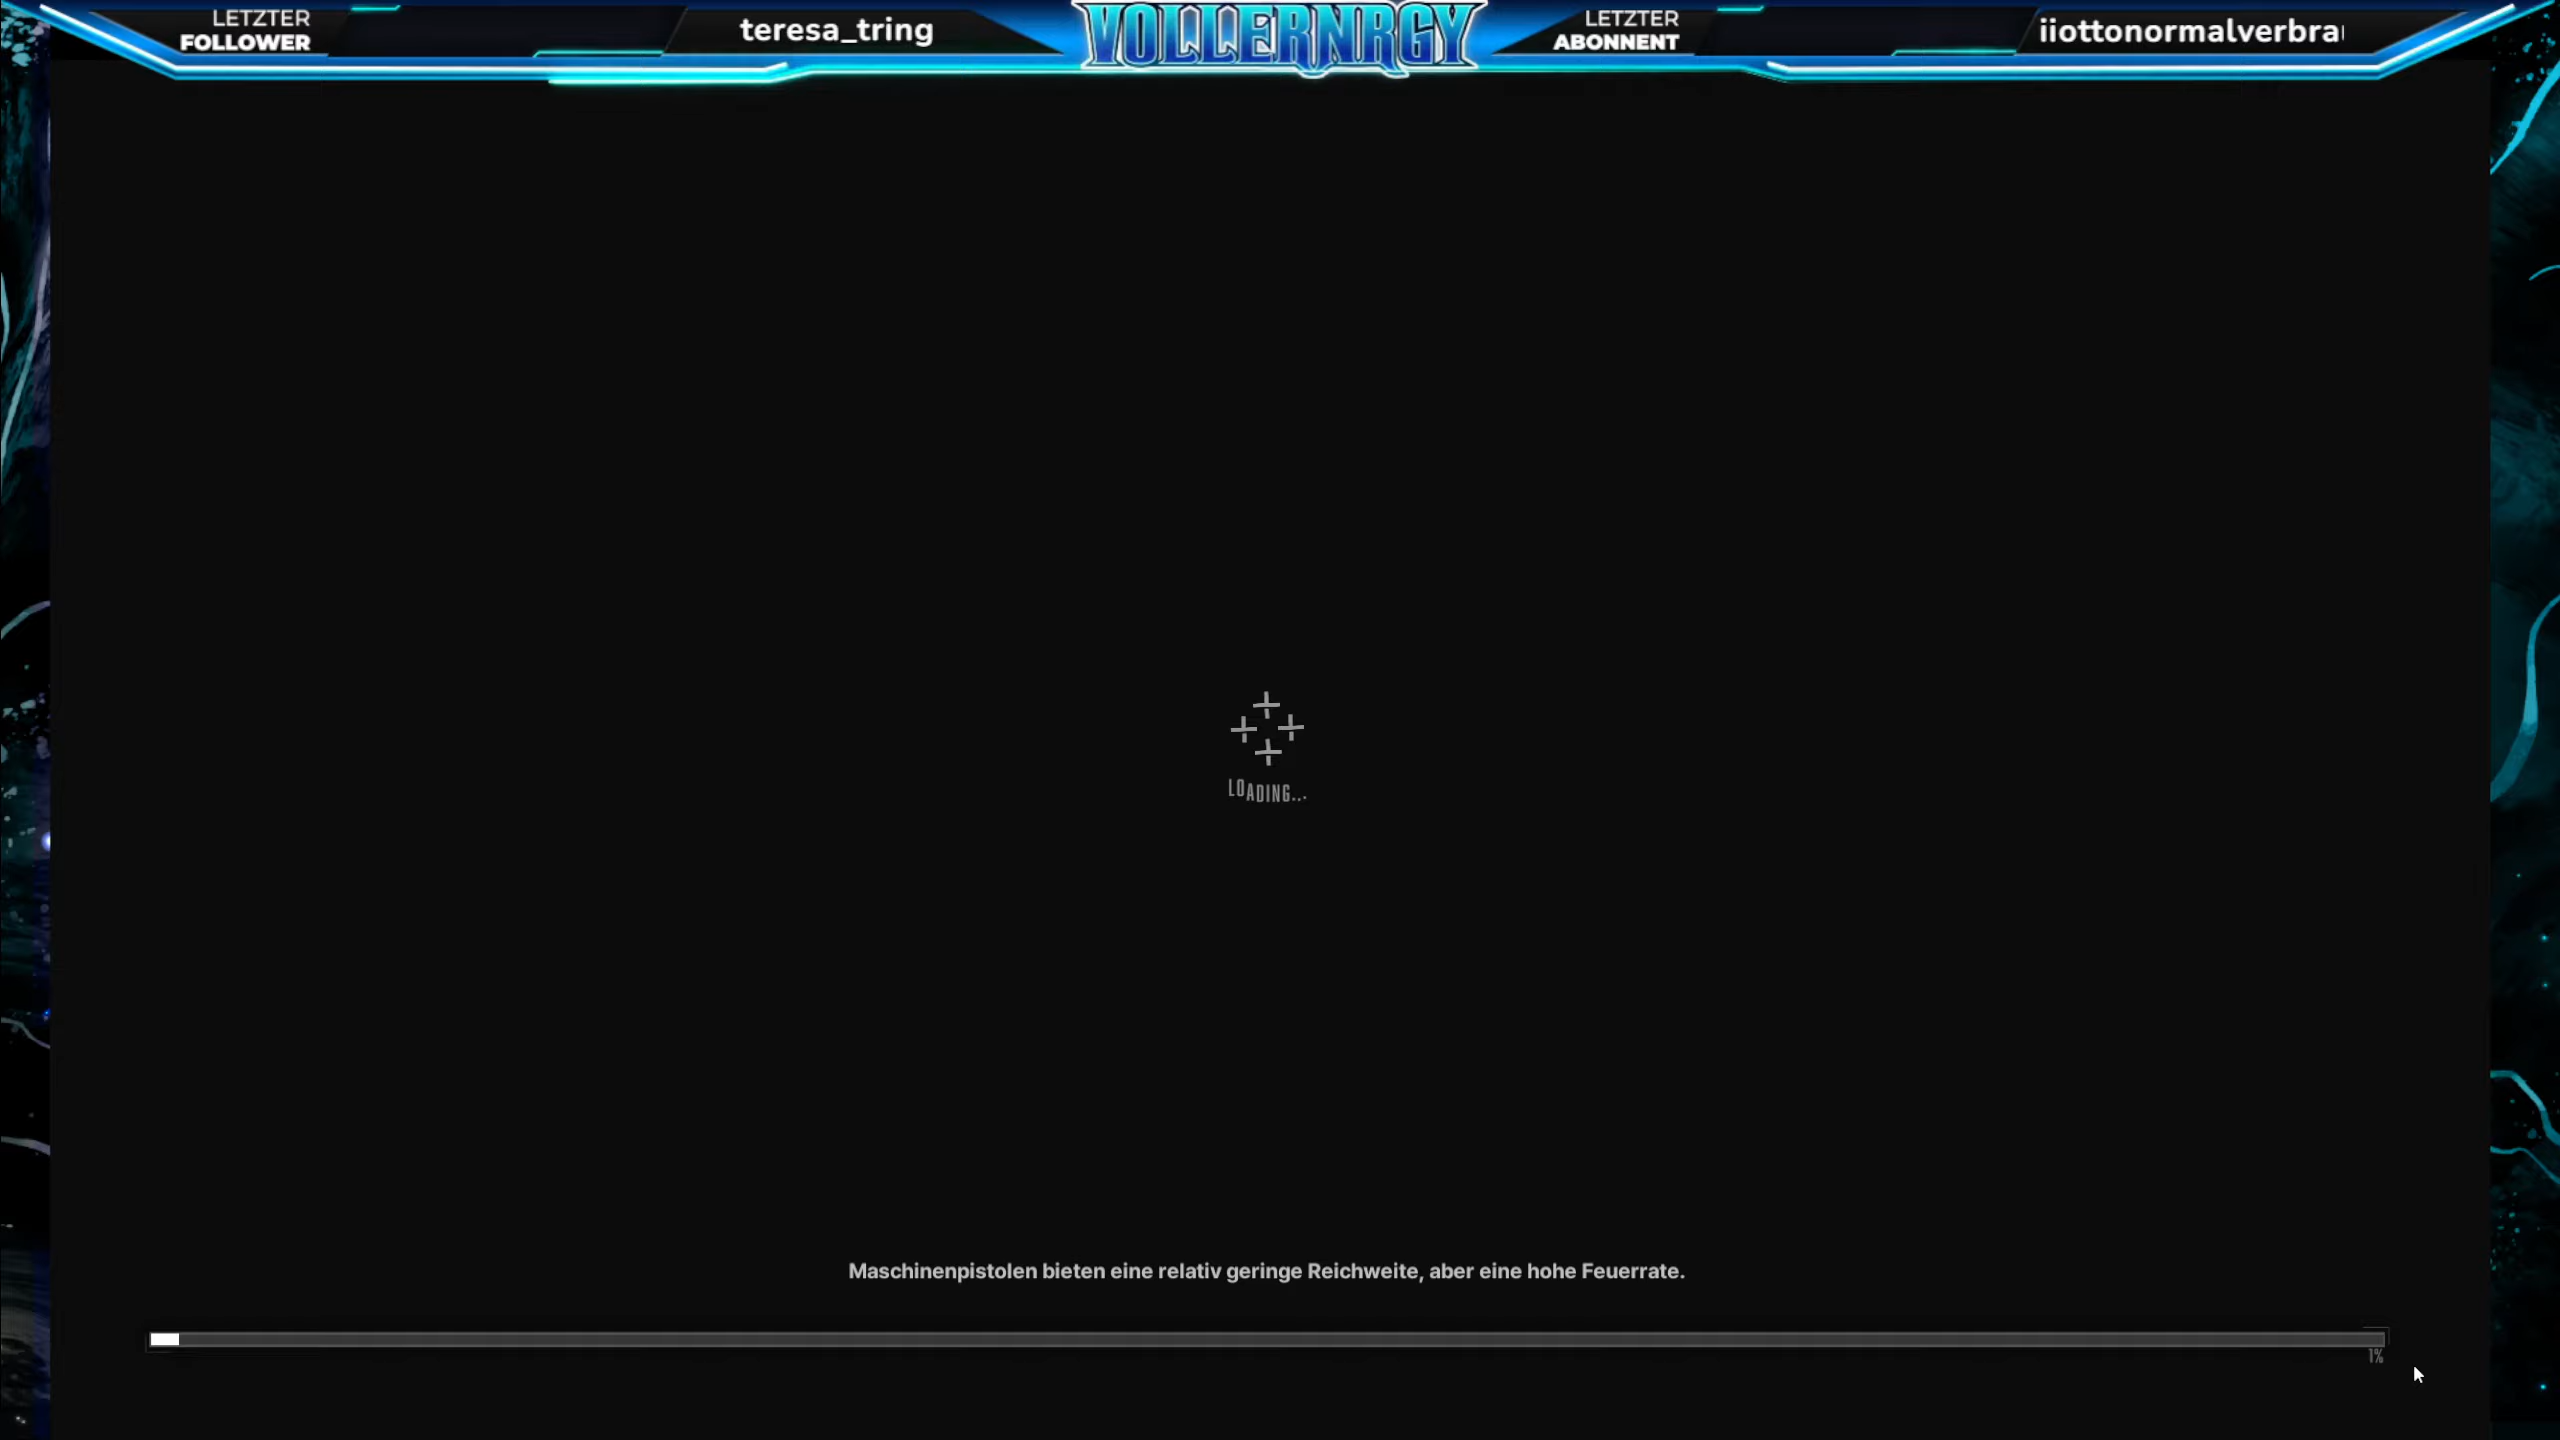 LETZTER
FOLLOWER
teresa_tring
VOLLERNRGY
LETZTER
ABONNENT
iiottonormalverbra
LOADING...
Maschinenpistolen bieten eine relativ geringe Reichweite, aber eine hohe Feuerrate.
1%